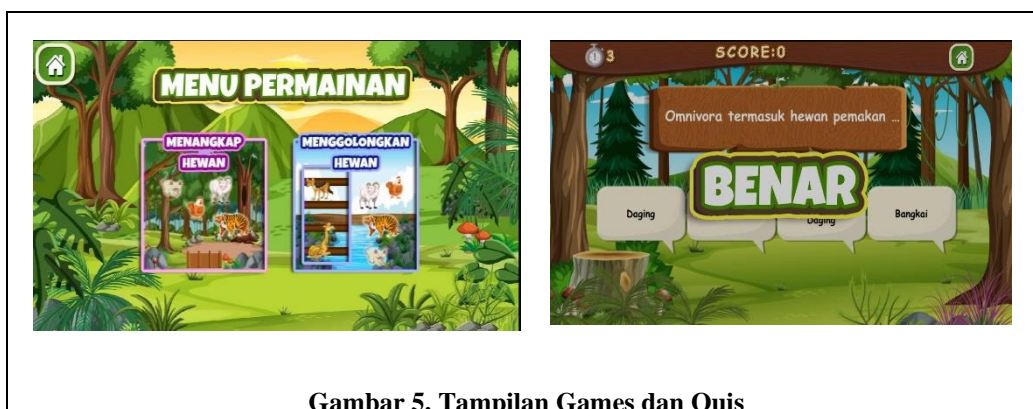 MENU PERMAINAN
MENANGKAP
HEWAN
MENGGOLONGKAN
HEWAN
3
SCORE:0
Omnivora termasuk hewan pemakan ...
BENAR
Daging
Daging
Bangkai
Gambar 5. Tampilan Games dan Quis